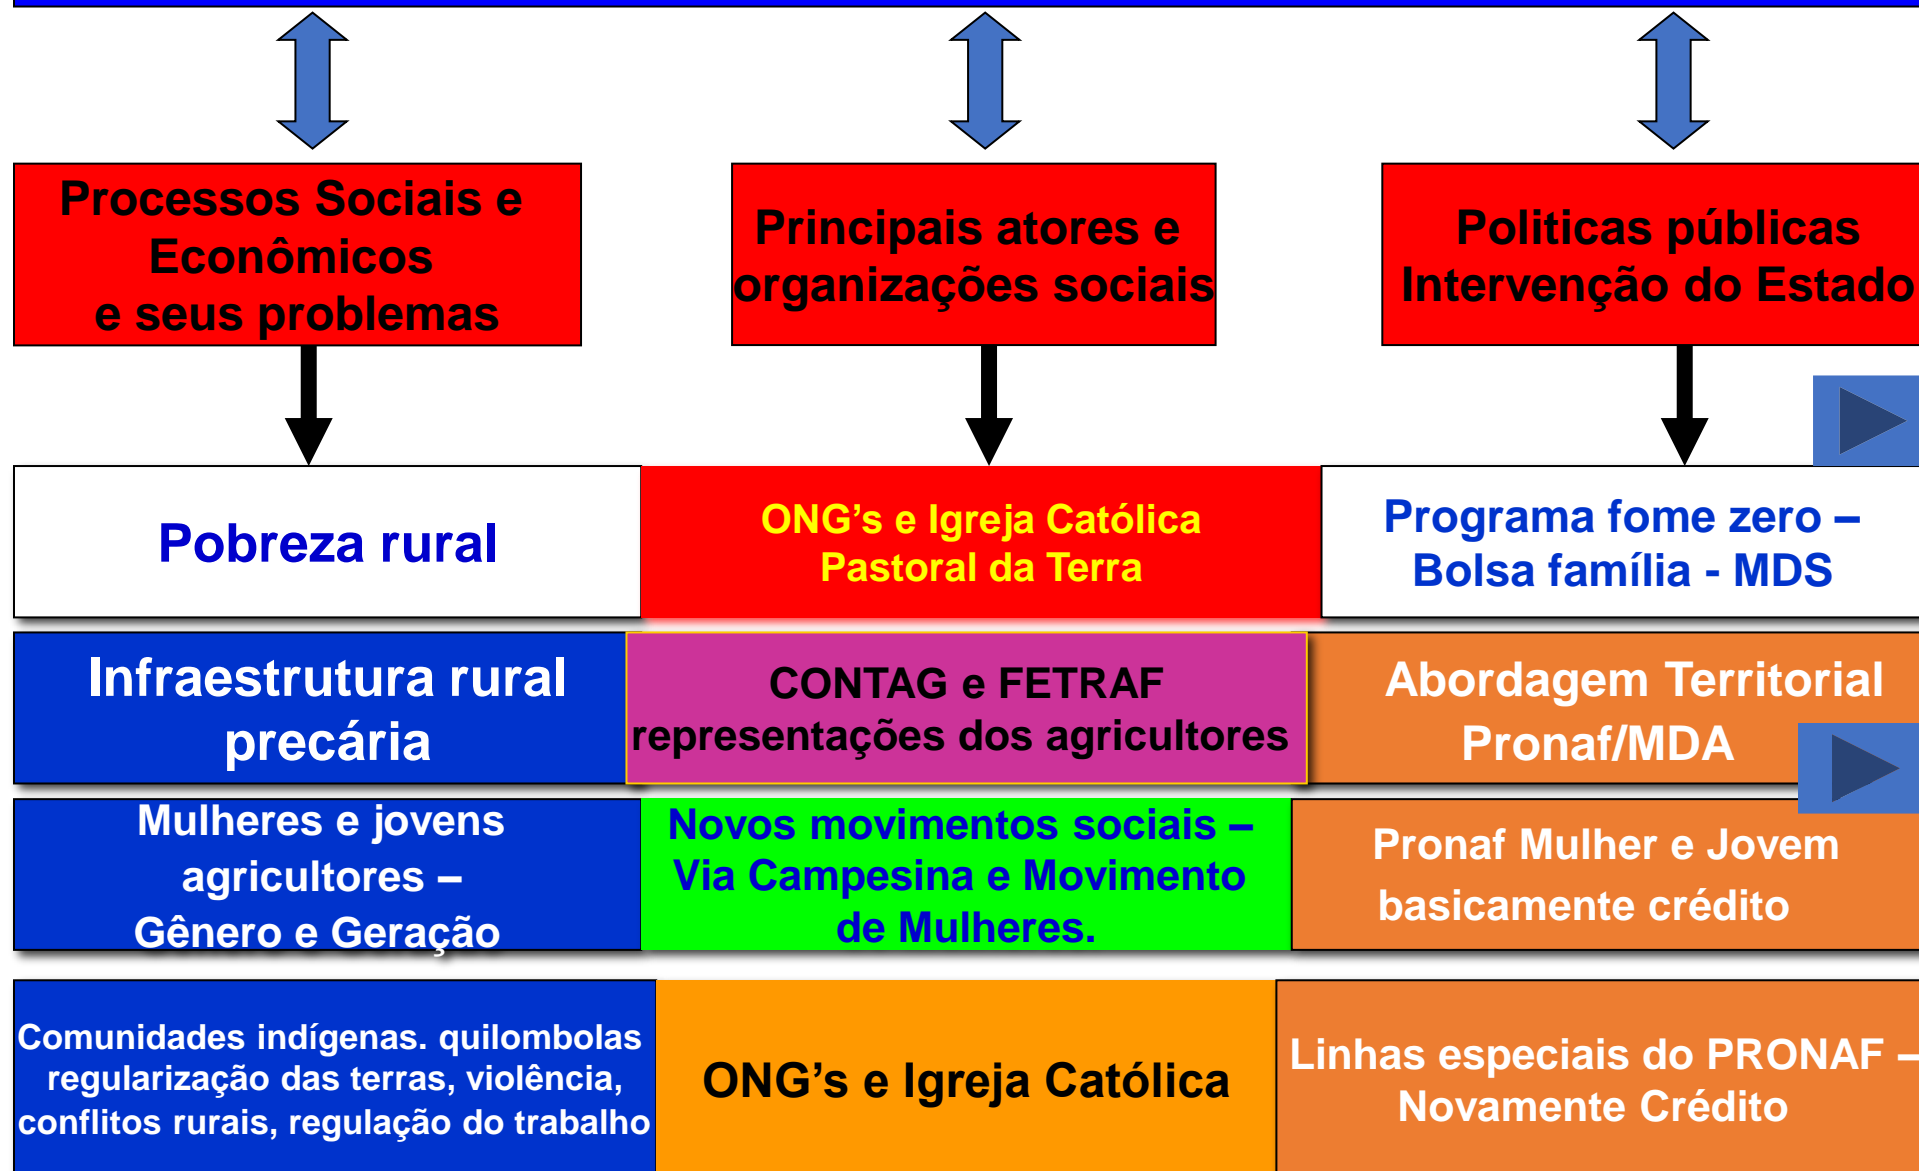 Processos Sociais e
Econômicos
e seus problemas
Principais atores e
organizações sociais
Politicas públicas
Intervenção do Estado
Pobreza rural
ONG’s e Igreja Católica
Pastoral da Terra
Programa fome zero –
Bolsa família - MDS
Infraestrutura rural
precária
CONTAG e FETRAF
representações dos agricultores
Abordagem Territorial
Pronaf/MDA
Mulheres e jovens
agricultores –
Gênero e Geração
Novos movimentos sociais –
Via Campesina e Movimento
de Mulheres.
Pronaf Mulher e Jovem
basicamente crédito
Comunidades indígenas. quilombolas
regularização das terras, violência,
conflitos rurais, regulação do trabalho
ONG’s e Igreja Católica
Linhas especiais do PRONAF –
Novamente Crédito